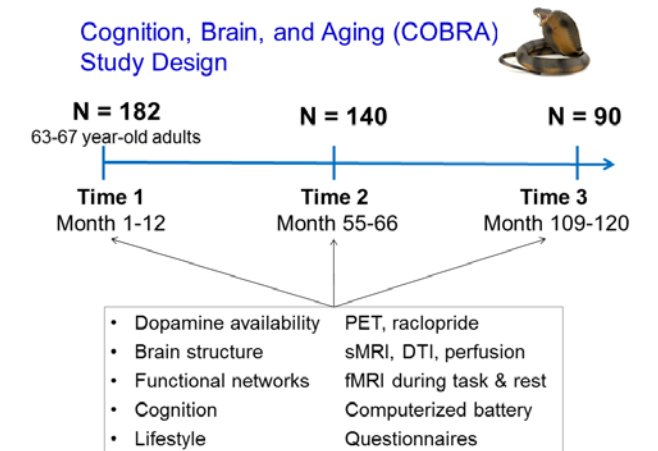 Cognition, Brain, and Aging (COBRA)
Study Design
N = 182
63-67 year-old adults
N = 140
N = 90
Time 1
Month 1-12
Time 2
Month 55-66
Time 3
Month 109-120
• Dopamine availability PET, raclopride
• Brain structure sMRI, DTI, perfusion
• Functional networks fMRI during task & rest
• Cognition Computerized battery
• Lifestyle Questionnaires